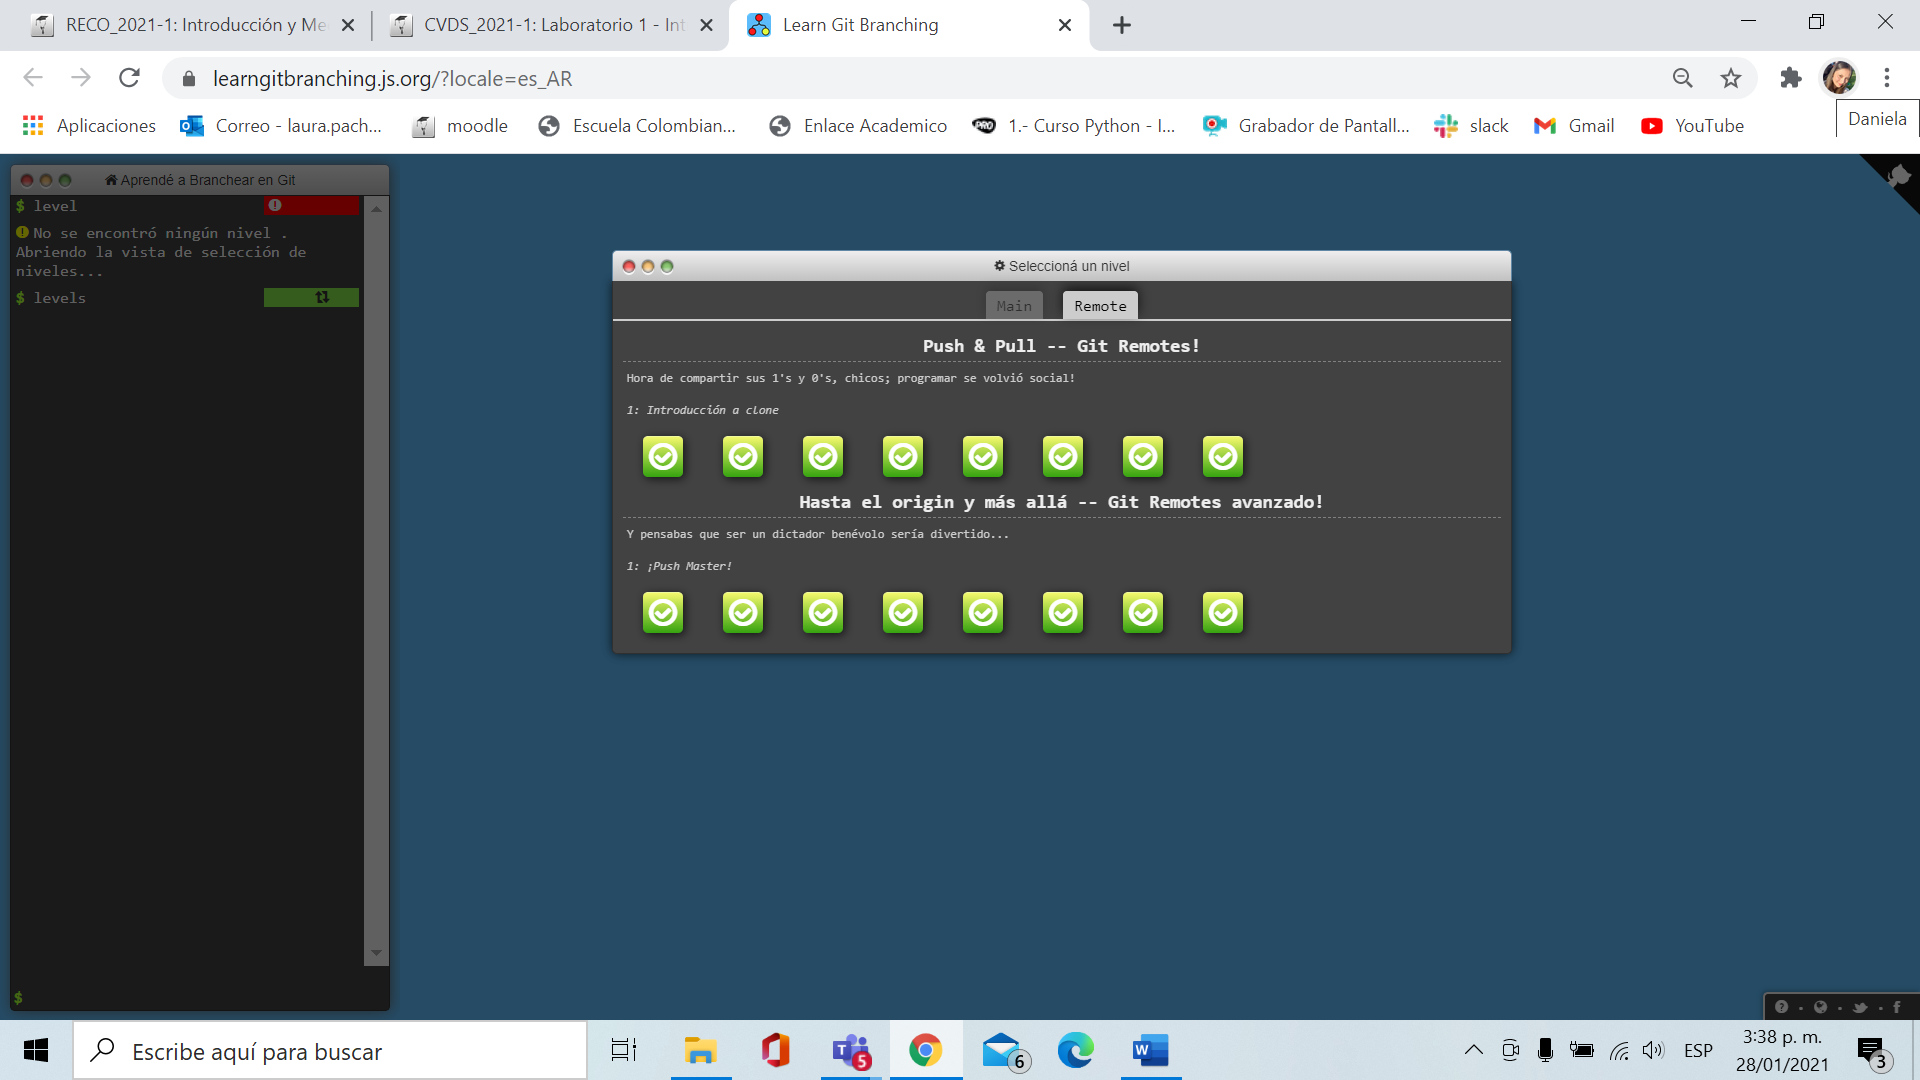 RECO_2021-1: Introducción y Me
CVDS_2021-1: Laboratorio 1 - Int
Learn Git Branching
learngitbranching.js.org/?locale=es_AR
Aplicaciones
Correo - laura.pach...
moodle
Escuela Colombian...
Enlace Academico
1.- Curso Python - I...
Grabador de Pantall...
slack
Gmail
YouTube
Daniela
Aprendé a Branchear en Git
$ level
No se encontró ningún nivel .
Abriendo la vista de selección de
niveles...
$ levels
$
Seleccioná un nivel
Main
Remote
Push & Pull -- Git Remotes!
Hora de compartir sus 1's y 0's, chicos; programar se volvió social!
1: Introducción a clone
Hasta el origin y más allá -- Git Remotes avanzado!
Y pensabas que ser un dictador benévolo sería divertido...
1: ¡Push Master!
Escribe aquí para buscar
5
6
ESP
3:38 p. m.
28/01/2021
3